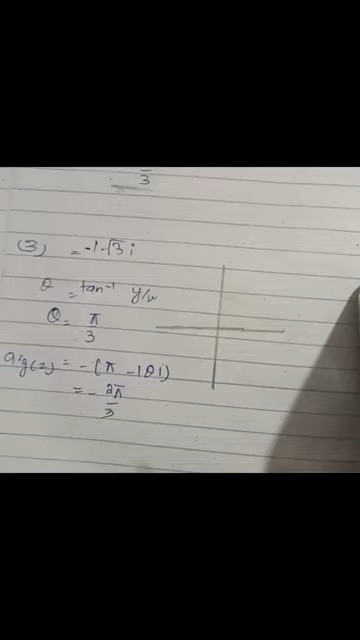 3
(3) = -1-√3 i
θ = tan⁻¹ y/x
θ = π/3
arg(z) = -(π - |θ|)
= - 2π/3